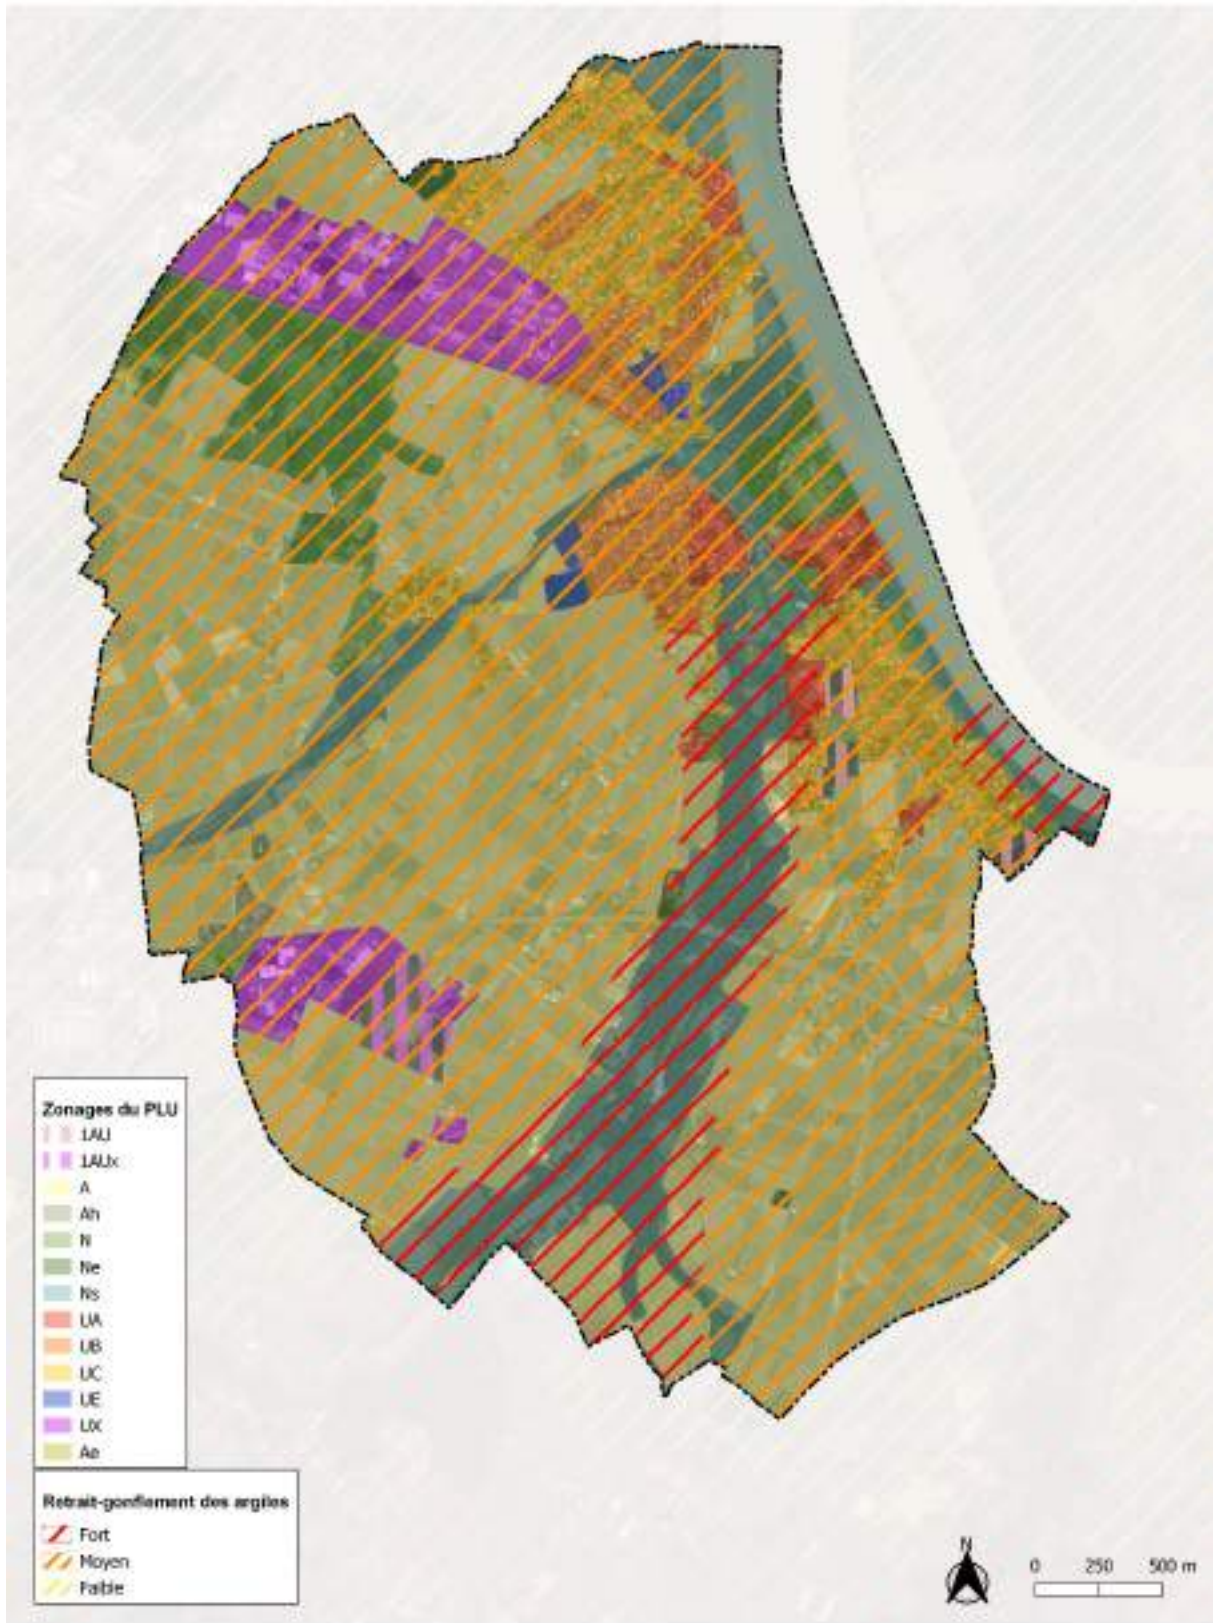 Zonages du PLU
1AU
1AUx
A
Ah
N
Ne
Ns
UA
UB
UC
UE
UX
Ae
Retrait-gonflement des argiles
Fort
Moyen
Faible
N
0 250 500 m